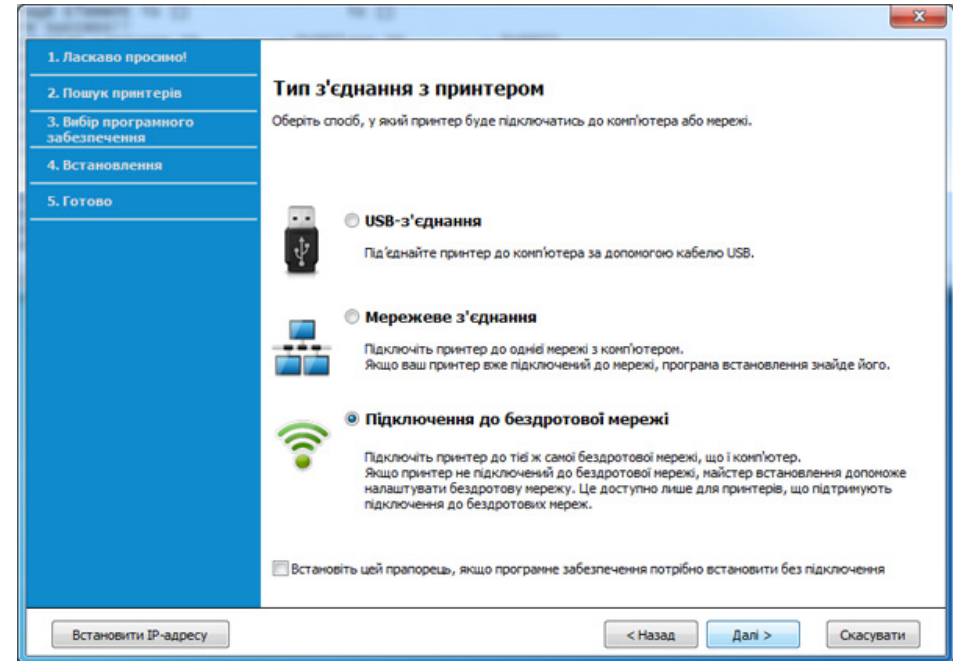 1. Ласкаво просимо!
2. Пошук принтерів
3. Вибір програмного
забезпечення
4. Встановлення
5. Готово
Тип з'єднання з принтером
Оберіть спосіб, у який принтер буде підключатись до комп'ютера або мережі.
USB-з'єднання
Під'єднайте принтер до комп'ютера за допомогою кабелю USB.
Мережеве з'єднання
Підключіть принтер до однієї мережі з комп'ютером.
Якщо ваш принтер вже підключений до мережі, програма встановлення знайде його.
Підключення до бездротової мережі
Підключіть принтер до тієї ж самої бездротової мережі, що і комп'ютер.
Якщо принтер не підключений до бездротової мережі, майстер встановлення допоможе
налаштувати бездротову мережу. Це доступно лише для принтерів, що підтримують
підключення до бездротових мереж.
Встановіть цей прапорець, якщо програмне забезпечення потрібно встановити без підключення
Встановити IP-адресу
< Назад
Далі >
Скасувати